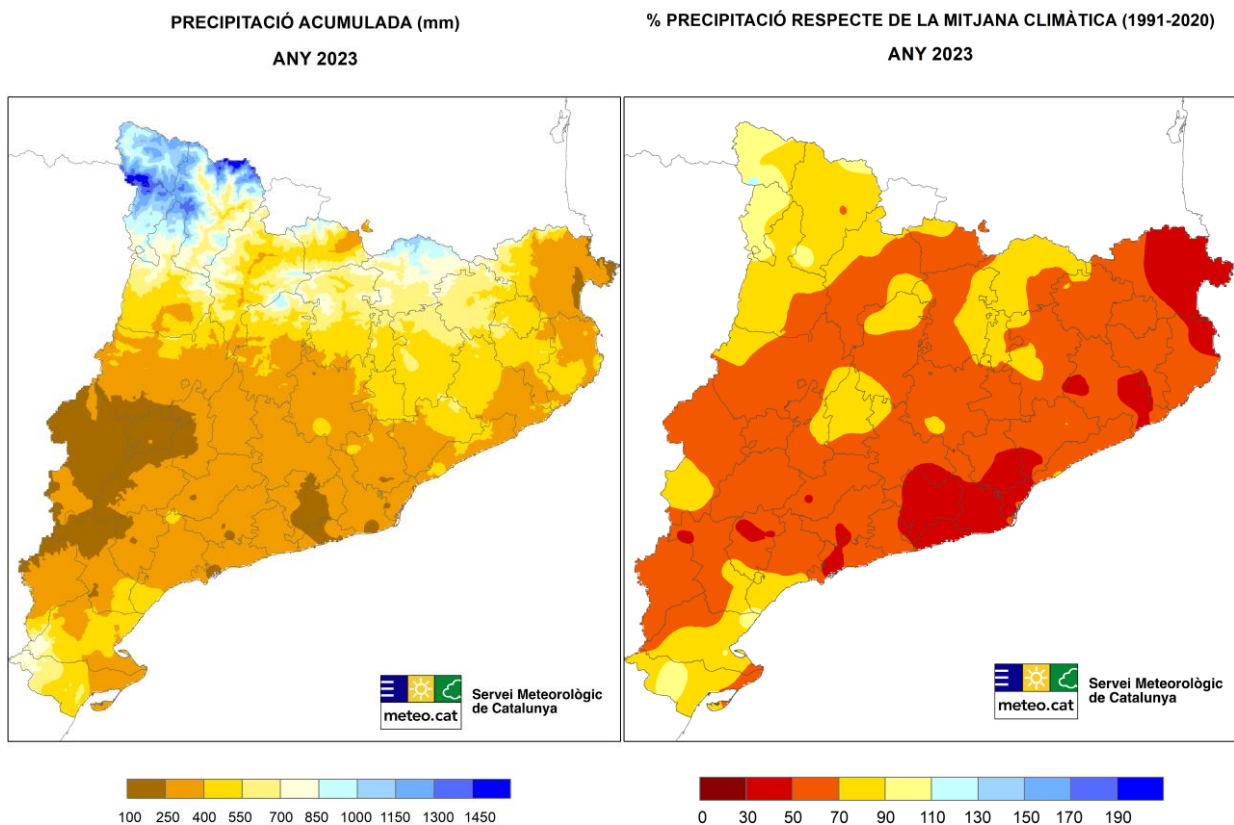 PRECIPITACIÓ ACUMULADA (mm)
ANY 2023
meteo.cat
Servei Meteorològic
de Catalunya
100 250 400 550 700 850 1000 1150 1300 1450
% PRECIPITACIÓ RESPECTE DE LA MITJANA CLIMÀTICA (1991-2020)
ANY 2023
meteo.cat
Servei Meteorològic
de Catalunya
0 30 50 70 90 110 130 150 170 190